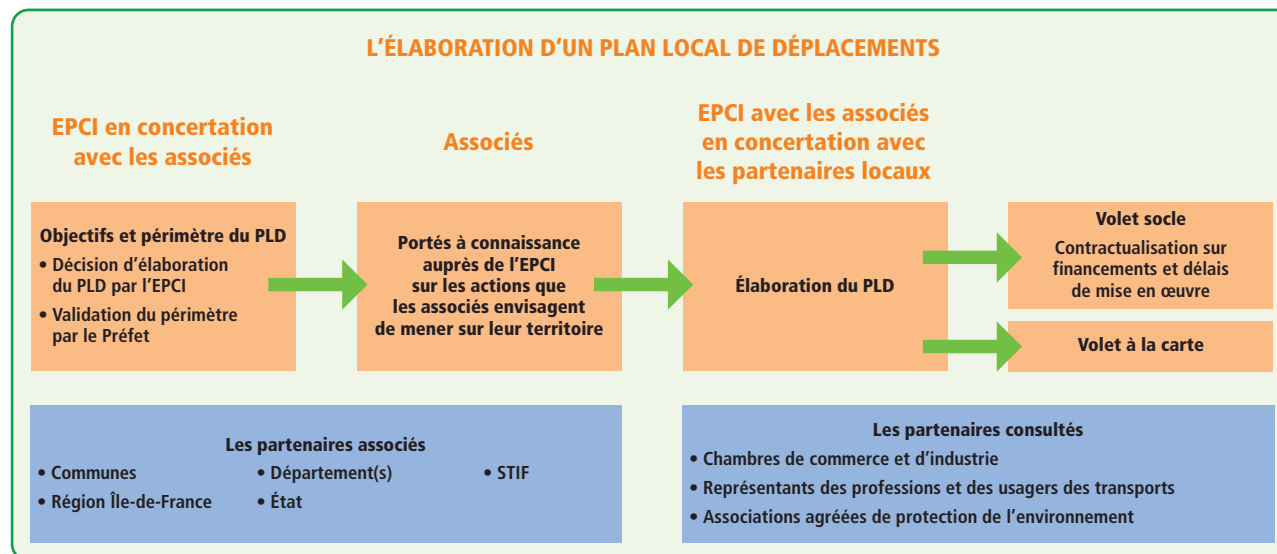 L'ÉLABORATION D'UN PLAN LOCAL DE DÉPLACEMENTS
EPCI en concertation
avec les associés
Associés
EPCI avec les associés
en concertation avec
les partenaires locaux
Objectifs et périmètre du PLD
• Décision d'élaboration
du PLD par l'EPCI
• Validation du périmètre
par le Préfet
Portés à connaissance
auprès de l'EPCI
sur les actions que
les associés envisagent
de mener sur leur territoire
Élaboration du PLD
Volet socle
Contractualisation sur
financements et délais
de mise en œuvre
Volet à la carte
Les partenaires associés
• Communes
• Département(s)
• STIF
• Région Île-de-France
• État
Les partenaires consultés
• Chambres de commerce et d'industrie
• Représentants des professions et des usagers des transports
• Associations agréées de protection de l'environnement